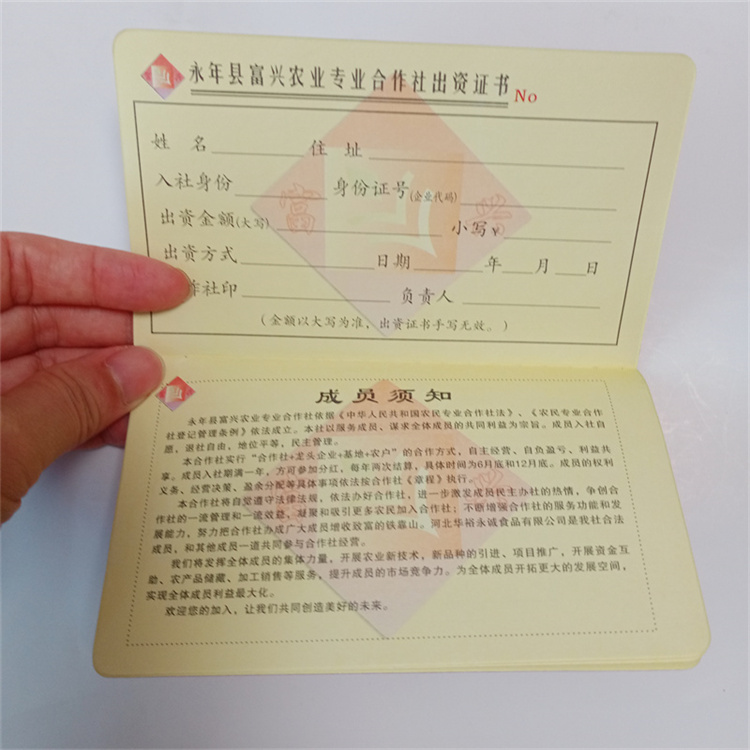 永年县富兴农业专业合作社出资证书 No
姓 名 住 址
入社身份 身份证号(企业代码)
出资金额(大写) 小写¥
出资方式 日期 年 月 日
作社印 负责人
(金额以大写为准,出资证书手写无效。)
富 兴
成员须知
永年县富兴农业专业合作社依据《中华人民共和国农民专业合作社法》、《农民专业合作
社登记管理条例》依法成立。本社以服务成员、谋求全体成员的共同利益为宗旨。成员入社自
愿,退社自由,地位平等,民主管理。
本合作社实行“合作社+龙头企业+基地+农户”的合作方式,自主经营、自负盈亏、利益共
享。成员入社期满一年,方可参加分红,每年两次结算,具体时间为6月底和12月底。成员的权利
义务、经营决策、盈余分配等具体事项依法按合作社《章程》执行。
本合作社将自觉遵守法律法规,依法办好合作社,进一步激发成员民主办社的热情,争创合
作社的一流管理和一流效益,凝聚和吸引更多农民加入合作社;不断增强合作社的服务功能和发
展能力,努力把合作社办成广大成员增收致富的铁靠山。河北华裕永诚食品有限公司是我社合法
成员,和其他成员一道共同参与合作社经营。
我们将发挥全体成员的集体力量,开展农业新技术,新品种的引进、项目推广,开展资金互
助、农产品储藏、加工销售等服务,提升成员的市场竞争力。为全体成员开拓更大的发展空间,
实现全体成员利益最大化。
欢迎您的加入,让我们共同创造美好的未来。